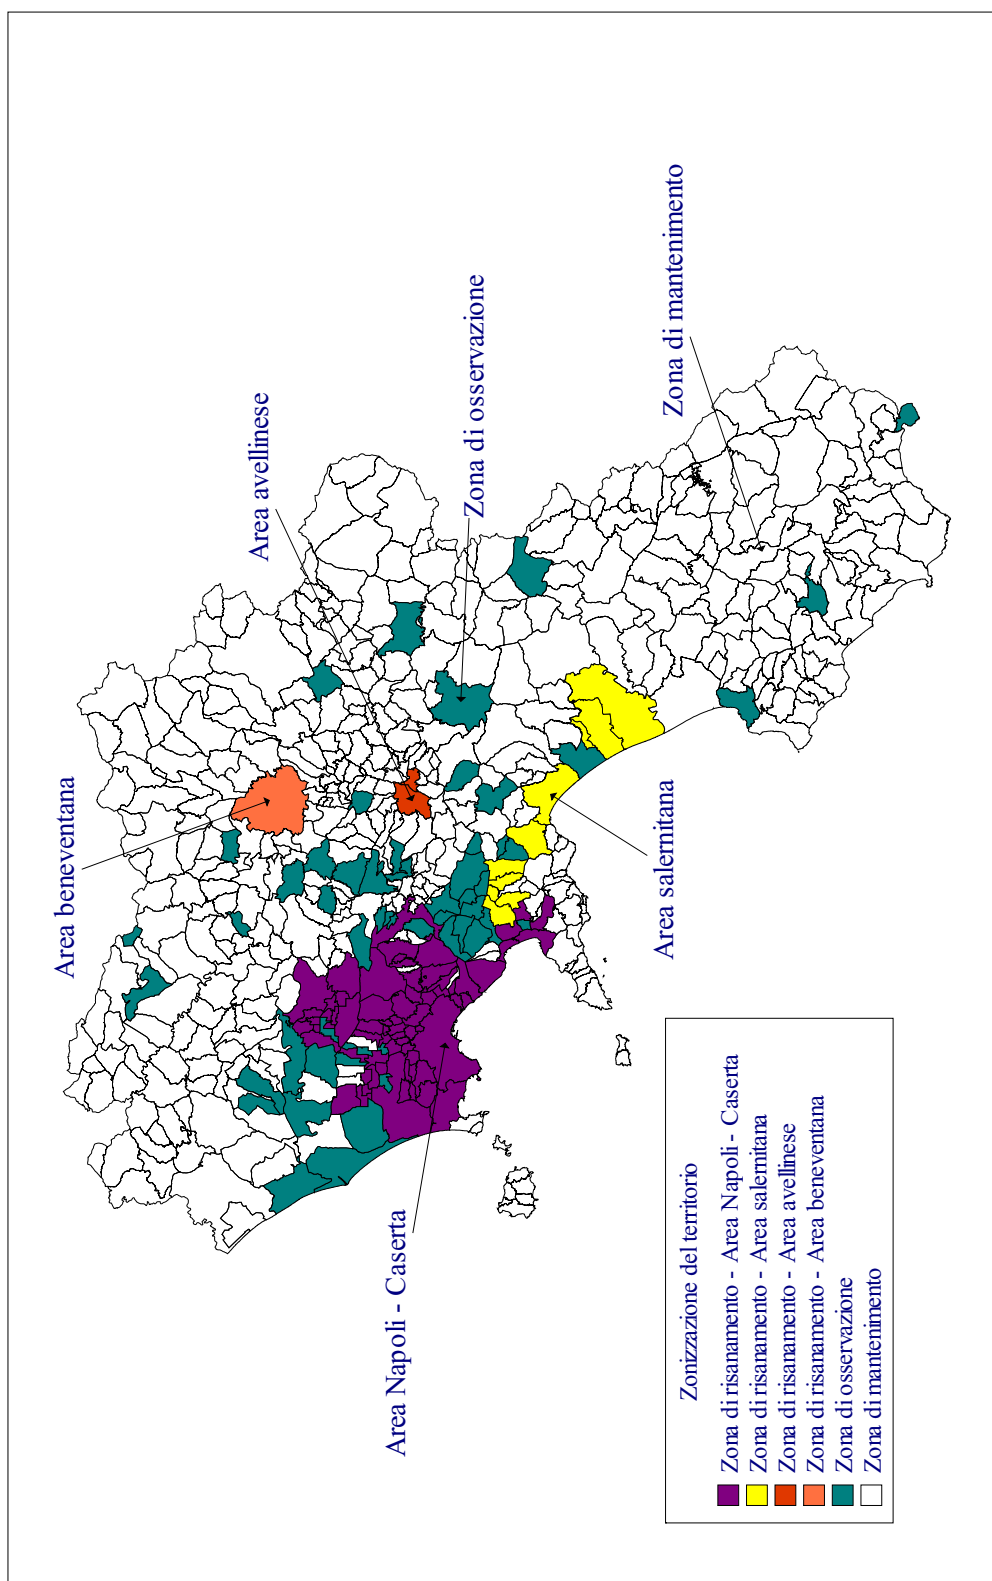 Area beneventana
Area avellinese
Zona di osservazione
Zona di mantenimento
Area Napoli - Caserta
Area salernitana
Zonizzazione del territorio
Zona di risanamento - Area Napoli - Caserta
Zona di risanamento - Area salernitana
Zona di risanamento - Area avellinese
Zona di risanamento - Area beneventana
Zona di osservazione
Zona di mantenimento